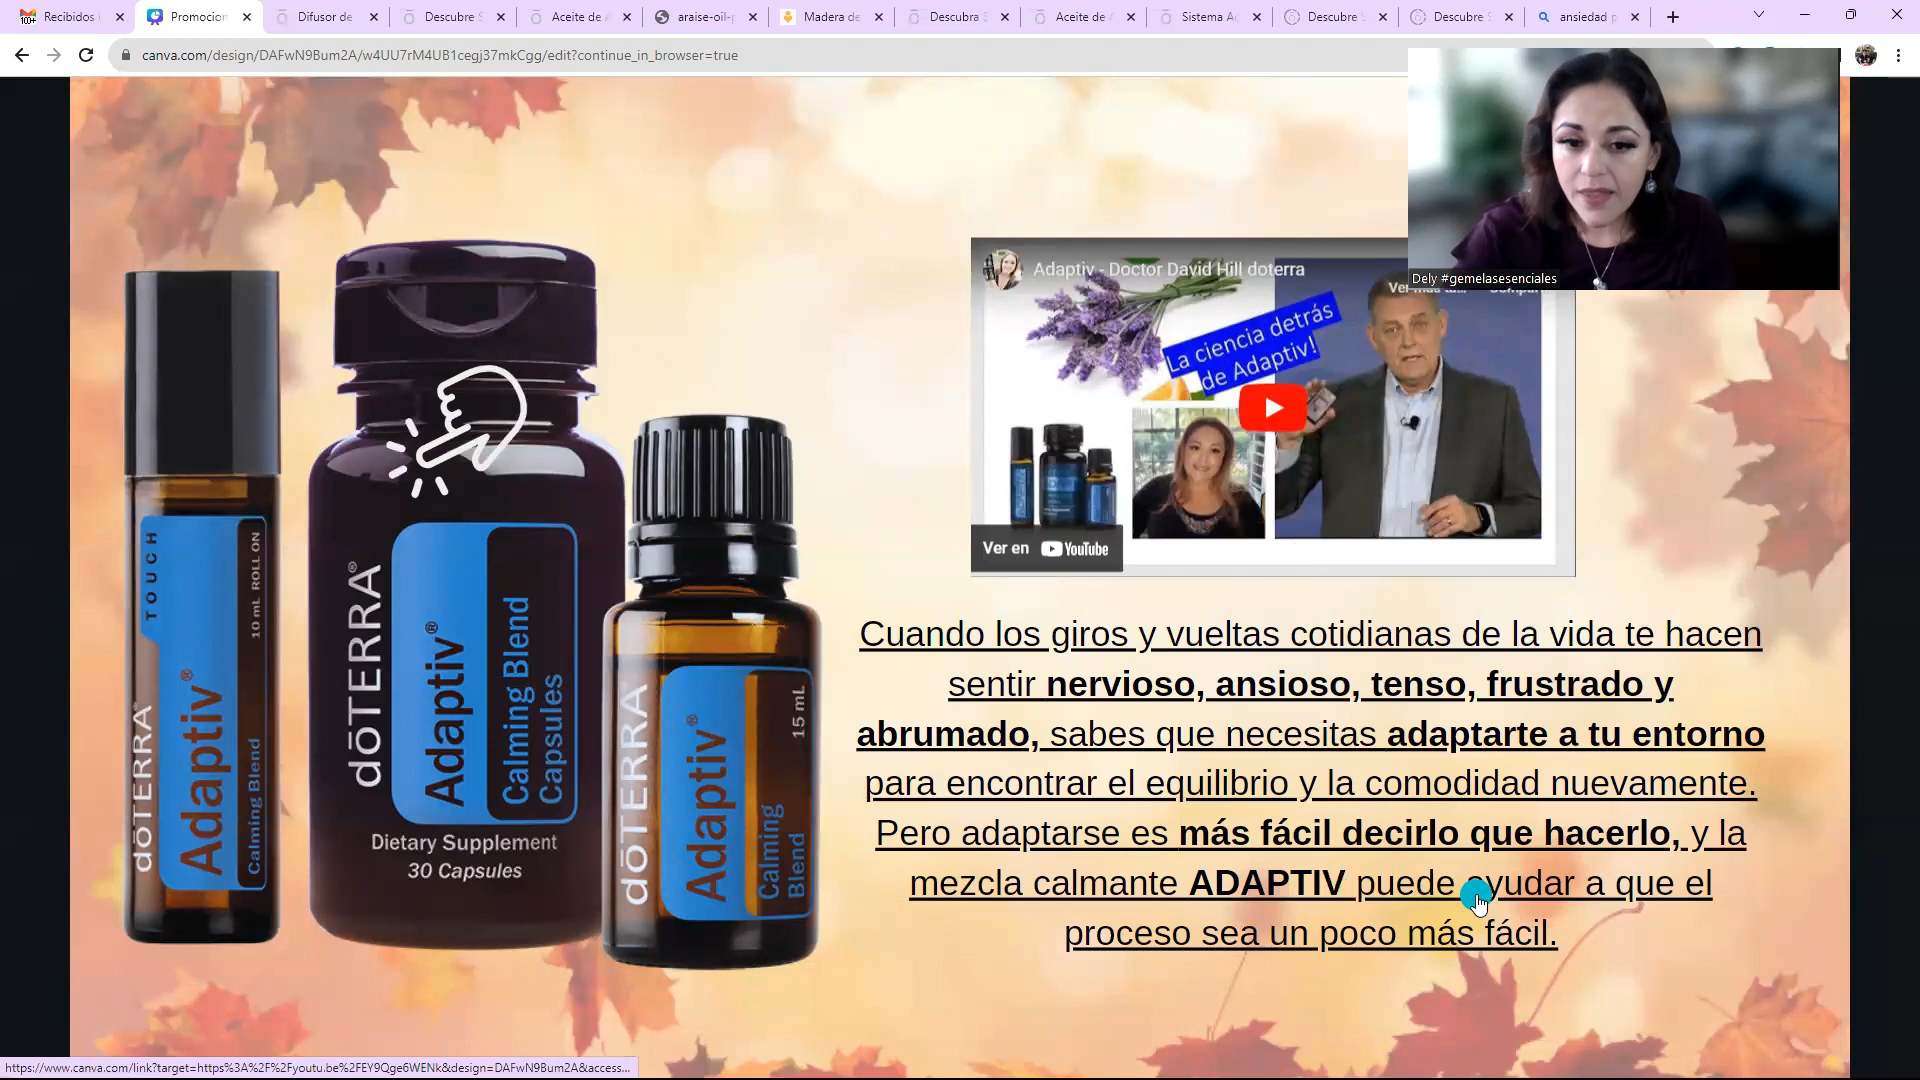 Recibidos (
Promocion
Difusor de
Descubre S
Aceite de A
araise-oil-p
Madera de
Descubra S
Aceite de A
Sistema Ac
Descubre S
Descubre S
ansiedad p
canva.com/design/DAFwN9Bum2A/w4UU7rM4UB1cegj37mkCgg/edit?continue_in_browser=true
Dely #gemelasesenciales
Adaptiv - Doctor David Hill doterra
La ciencia detrás
de Adaptiv!
Ver en YouTube
dōTERRA
TOUCH
Adaptiv®
Calming Blend
10 mL ROLL ON
dōTERRA®
Adaptiv®
Calming Blend
Capsules
Dietary Supplement
30 Capsules
dōTERRA
Adaptiv®
Calming
Blend
15 mL
Cuando los giros y vueltas cotidianas de la vida te hacen
sentir nervioso, ansioso, tenso, frustrado y
abrumado, sabes que necesitas adaptarte a tu entorno
para encontrar el equilibrio y la comodidad nuevamente.
Pero adaptarse es más fácil decirlo que hacerlo, y la
mezcla calmante ADAPTIV puede ayudar a que el
proceso sea un poco más fácil.
https://www.canva.com/link?target=https%3A%2F%2Fyoutu.be%2FEY9Qge6WENk&design=DAFwN9Bum2A&access...